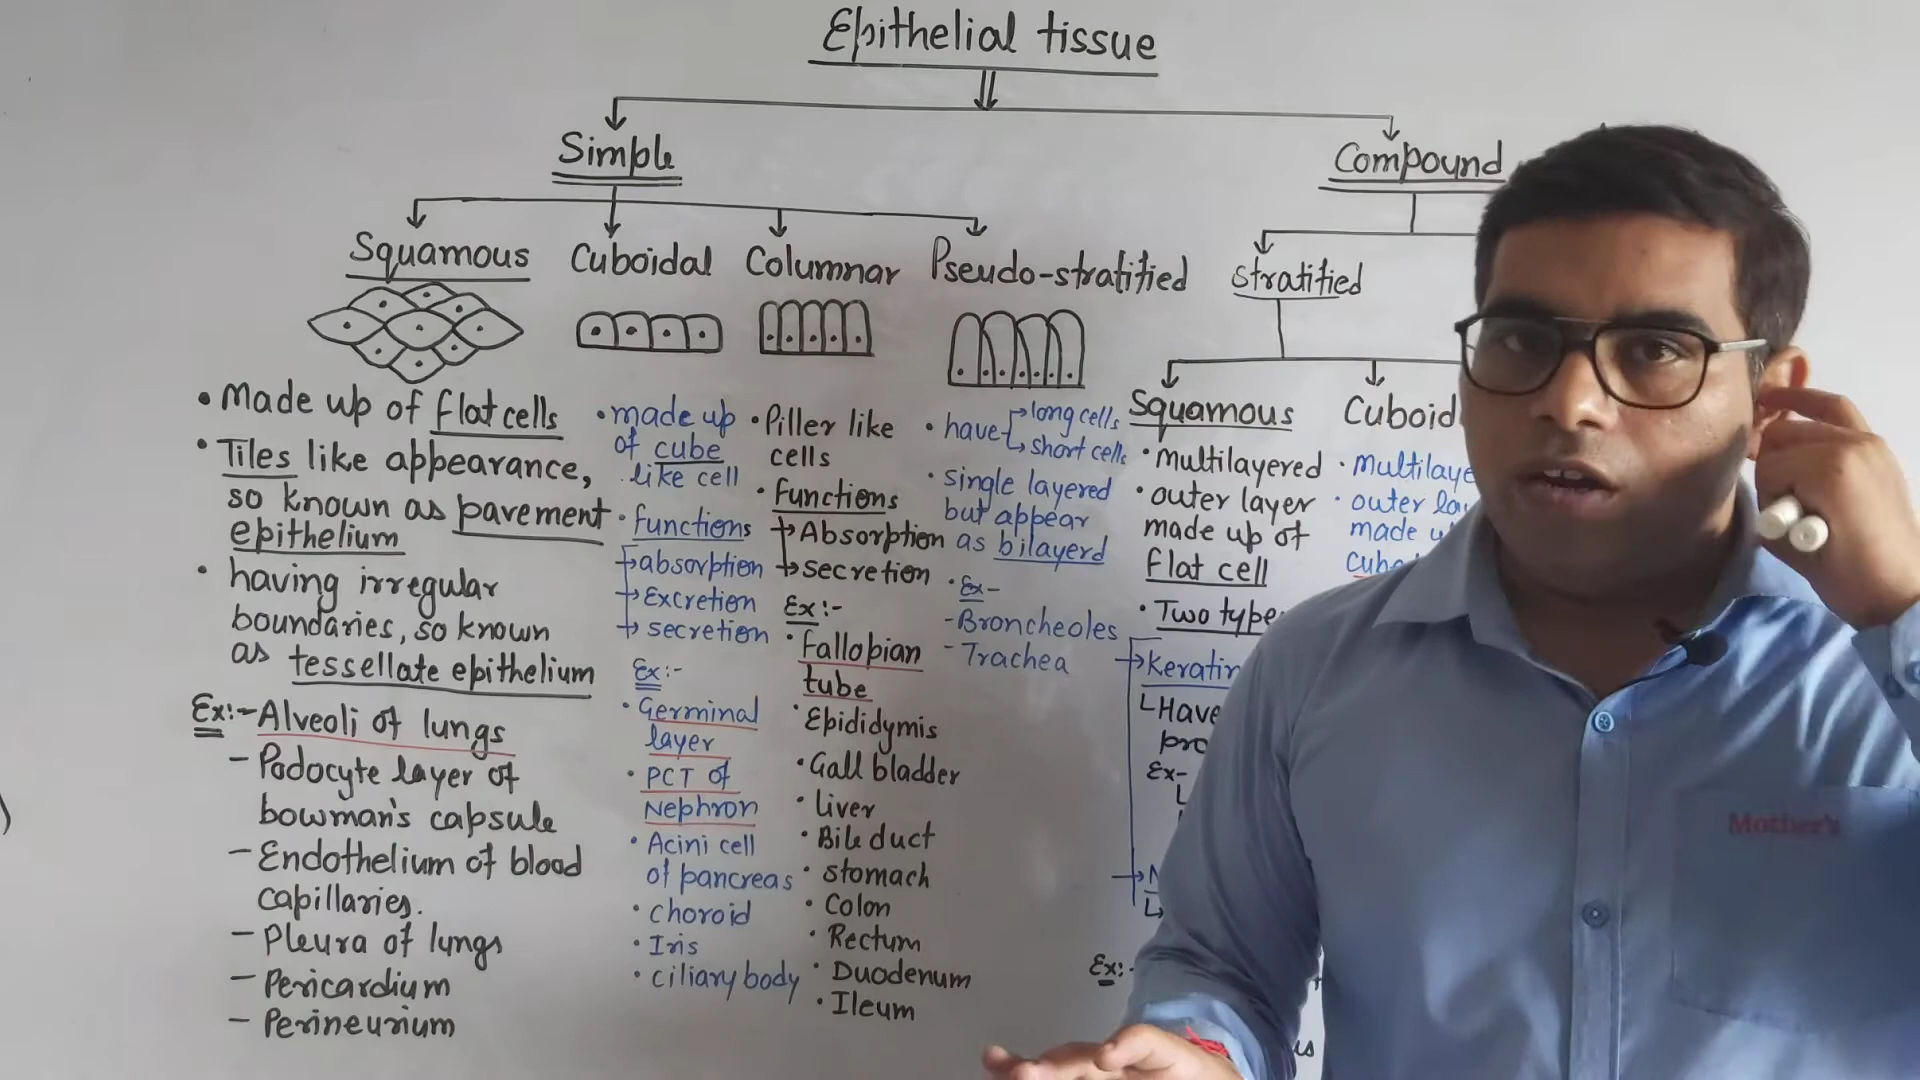 Epithelial tissue
Simple
Compound
Squamous
Cuboidal
Columnar
Pseudo-stratified
stratified
• Made up of flat cells
• Tiles like appearance,
so known as pavement
epithelium
• having irregular
boundaries, so known
as tessellate epithelium
Ex:- - Alveoli of lungs
- Podocyte layer of
bowman's capsule
- Endothelium of blood
capillaries.
- Pleura of lungs
- Pericardium
- Perineurium
• made up
of cube
like cell
• functions
→ absorption
→ Excretion
→ secretion
Ex:-
• Germinal
layer
• PCT of
Nephron
• Acini cell
of pancreas
• choroid
• Iris
• ciliary body
• Piller like
cells
• Functions
→ Absorption
→ secretion
Ex:-
• Fallopian
tube
• Epididymis
• Gall bladder
• liver
• Bile duct
• stomach
• Colon
• Rectum
• Duodenum
• Ileum
• have → long cells
→ short cells
• single layered
but appear
as bilayerd
• Ex-
- Broncheoles
- Trachea
Squamous
• multilayered
• outer layer
made up of
flat cell
• Two type
→ Keratin
Have
pro
Ex-
Ex:-
Cuboid
• multilaye
• outer la
made u
Mother's